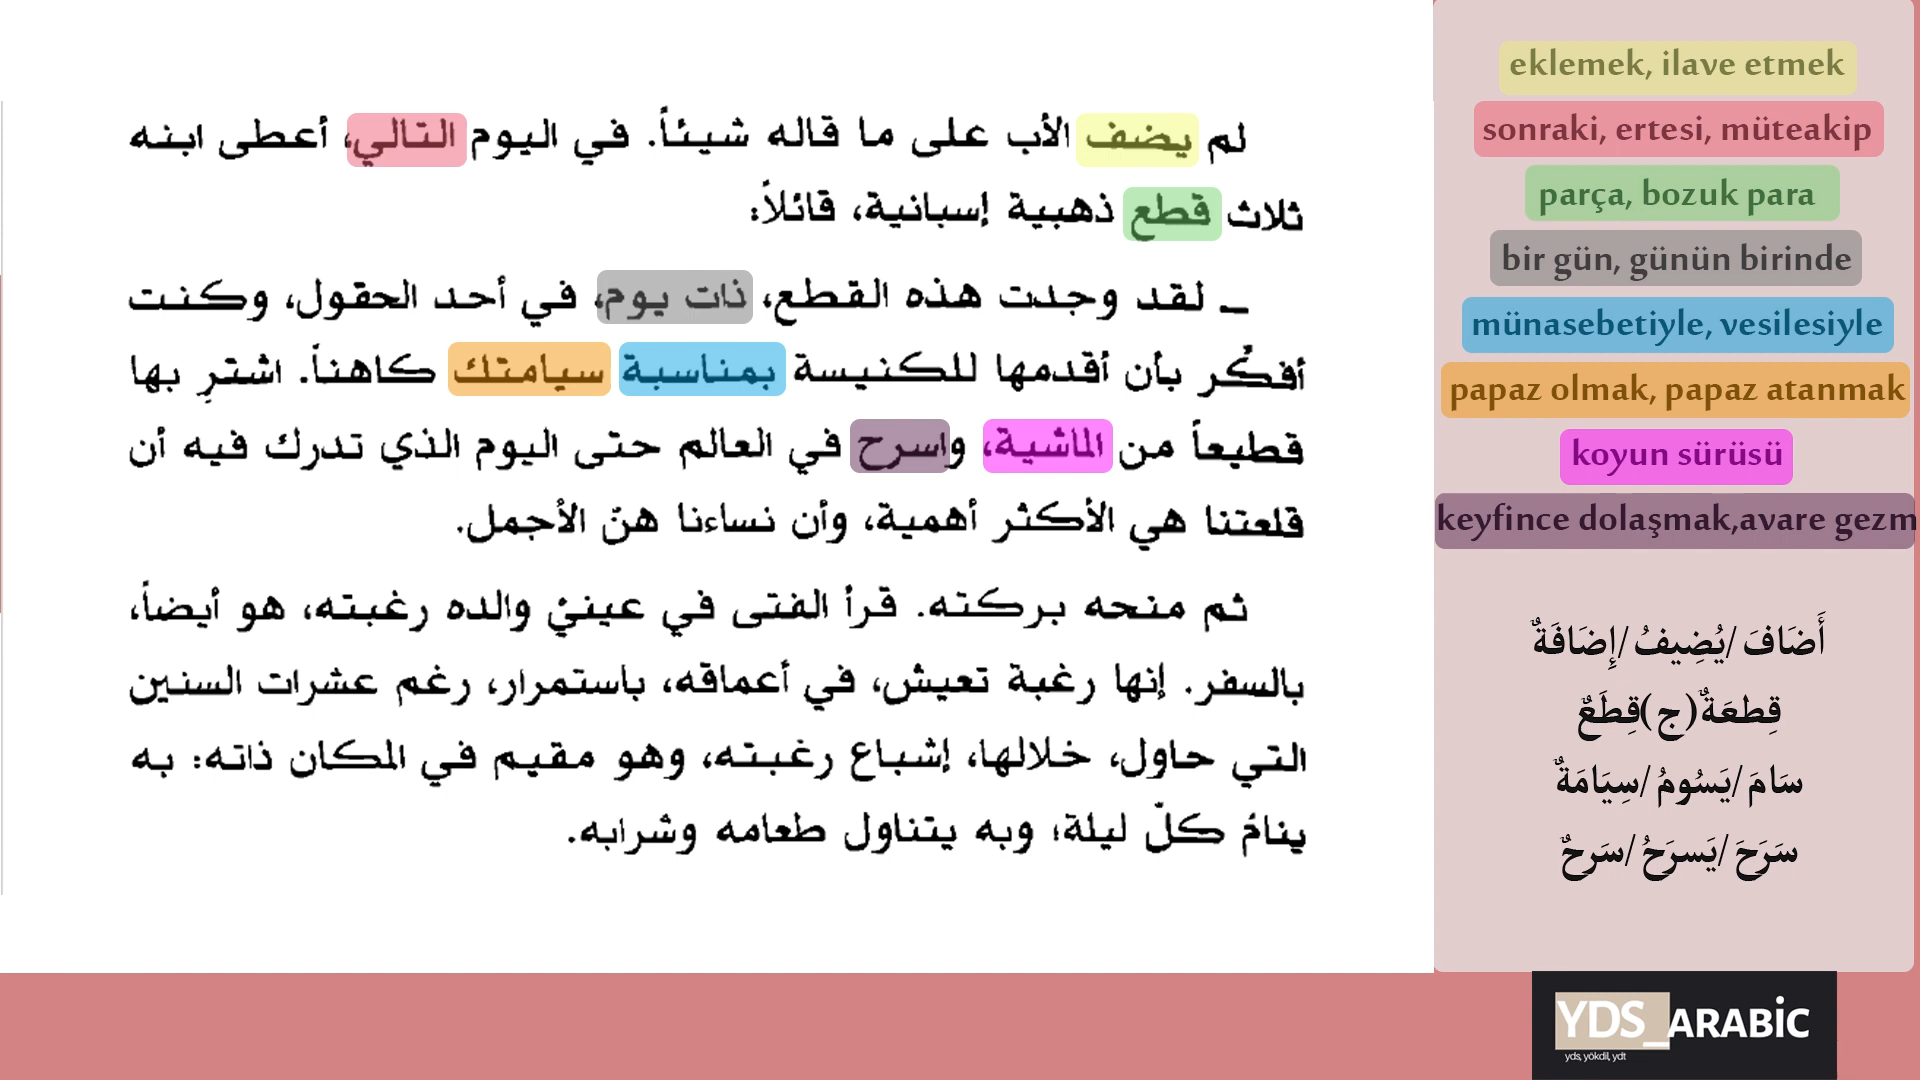 لم يضف الأب على ما قاله شيئاً. في اليوم التالي، أعطى ابنه
ثلاث قطع ذهبية إسبانية، قائلاً:
ــ لقد وجدت هذه القطع، ذات يوم، في أحد الحقول، وكنت
أفكّر بأن أقدمها للكنيسة بمناسبة سيامتك كاهناً. اشترِ بها
قطيعاً من الماشية، واسرح في العالم حتى اليوم الذي تدرك فيه أن
قلعتنا هي الأكثر أهمية، وأن نساءنا هنّ الأجمل.
ثم منحه بركته. قرأ الفتى في عينيْ والده رغبته، هو أيضاً،
بالسفر. إنها رغبة تعيش، في أعماقه، باستمرار، رغم عشرات السنين
التي حاول، خلالها، إشباع رغبته، وهو مقيم في المكان ذاته: به
ينامُ كلّ ليلة؛ وبه يتناول طعامه وشرابه.
eklemek, ilave etmek
sonraki, ertesi, müteakip
parça, bozuk para
bir gün, günün birinde
münasebetiyle, vesilesiyle
papaz olmak, papaz atanmak
koyun sürüsü
keyfince dolaşmak,avare gezm
أَضَافَ/يُضِيفُ/إِضَافَةٌ
قِطعَةٌ(ج)قِطَعٌ
سَامَ/يَسُومُ/سِيَامَةٌ
سَرَحَ/يَسرَحُ/سَرحٌ
YDS_ARABİC
yds, yökdil, ydt